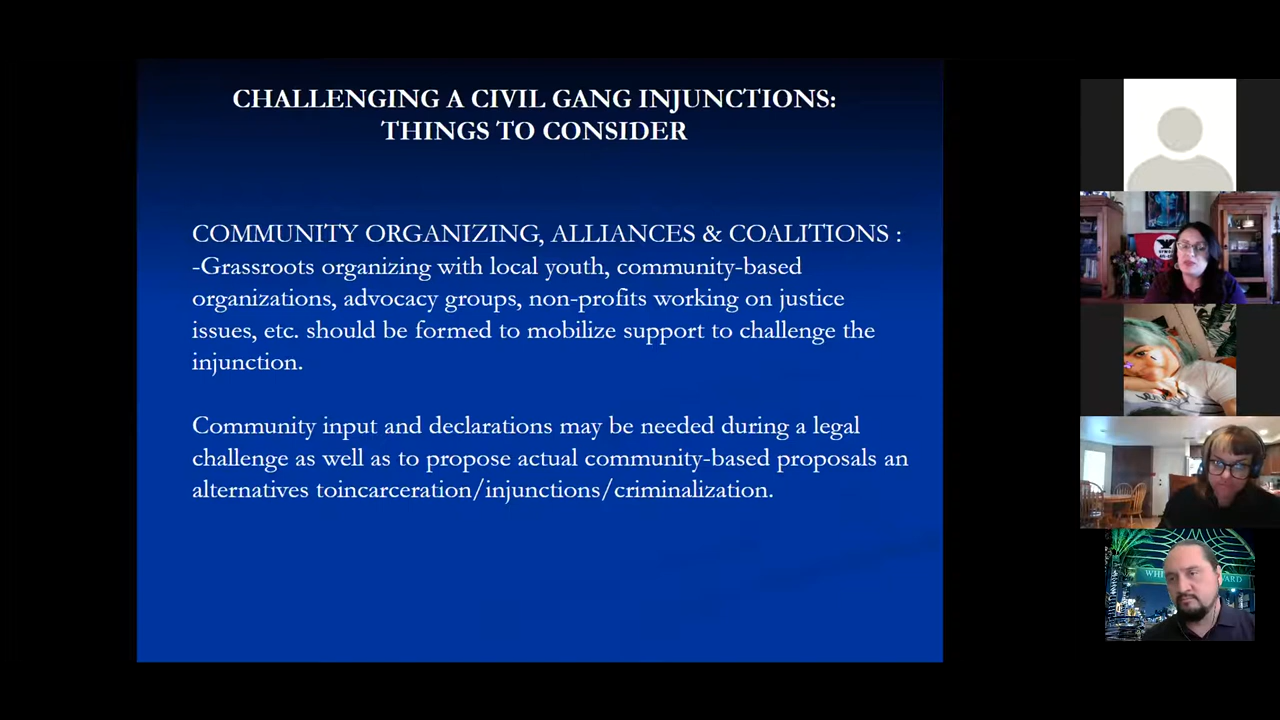 CHALLENGING A CIVIL GANG INJUNCTIONS:
THINGS TO CONSIDER
COMMUNITY ORGANIZING, ALLIANCES & COALITIONS :
-Grassroots organizing with local youth, community-based
organizations, advocacy groups, non-profits working on justice
issues, etc. should be formed to mobilize support to challenge the
injunction.
Community input and declarations may be needed during a legal
challenge as well as to propose actual community-based proposals an
alternatives toincarceration/injunctions/criminalization.